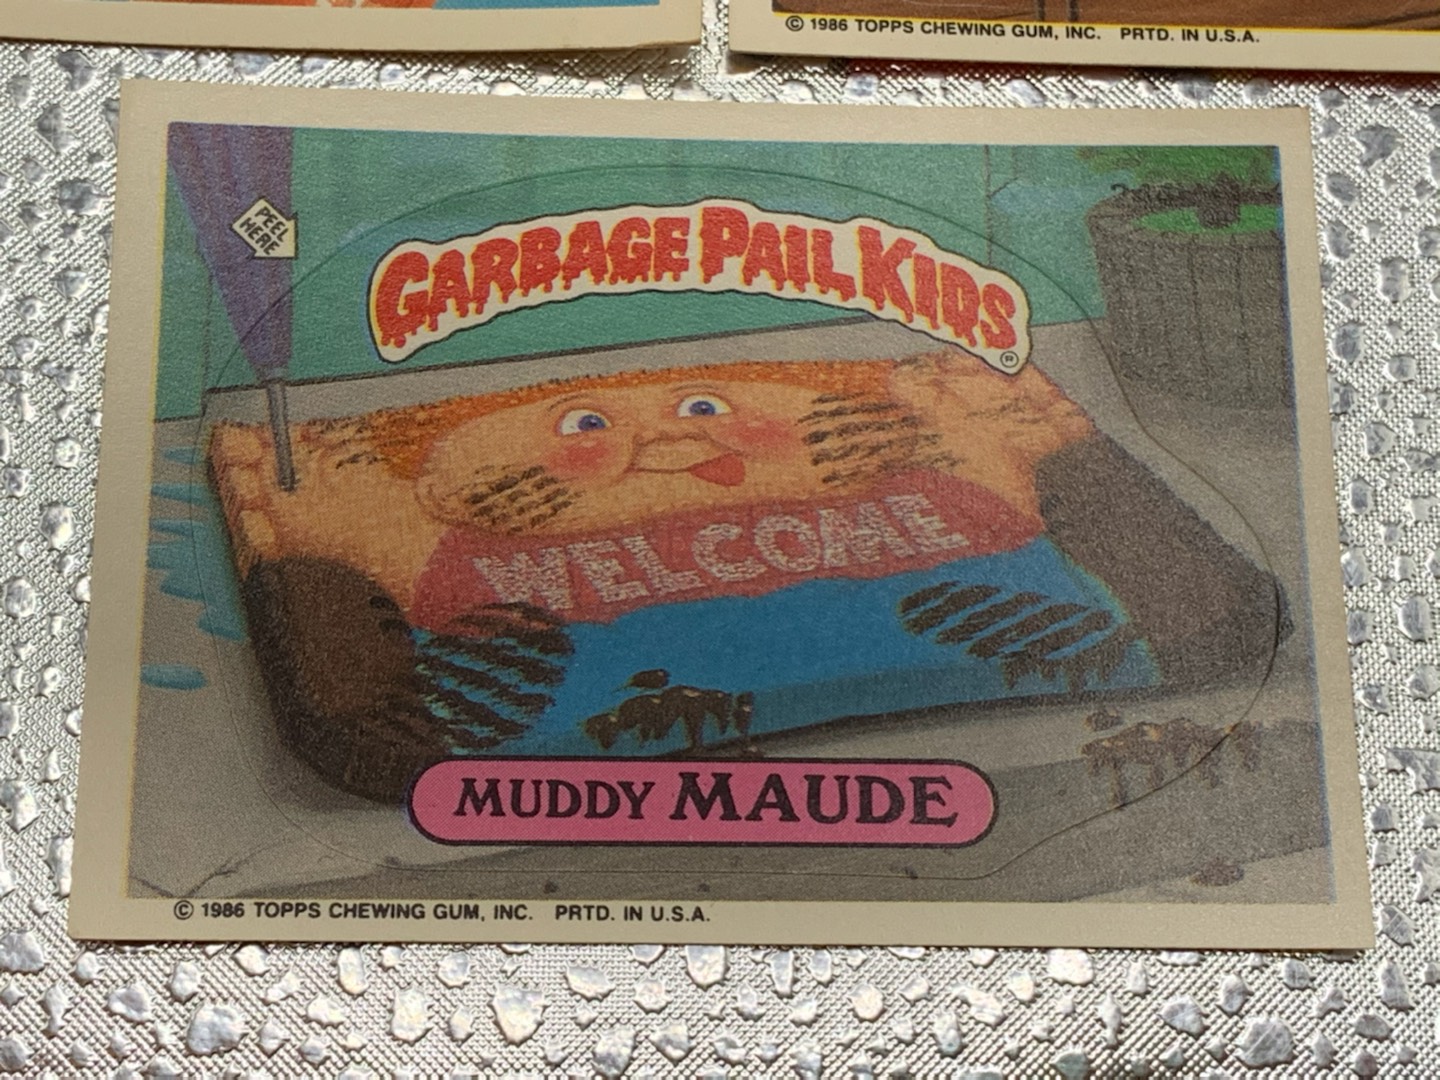 © 1986 TOPPS CHEWING GUM, INC. PRTD. IN U.S.A.
PEEL
HERE
GARBAGE PAIL KIDS
®
WELCOME
MUDDY MAUDE
© 1986 TOPPS CHEWING GUM, INC. PRTD. IN U.S.A.